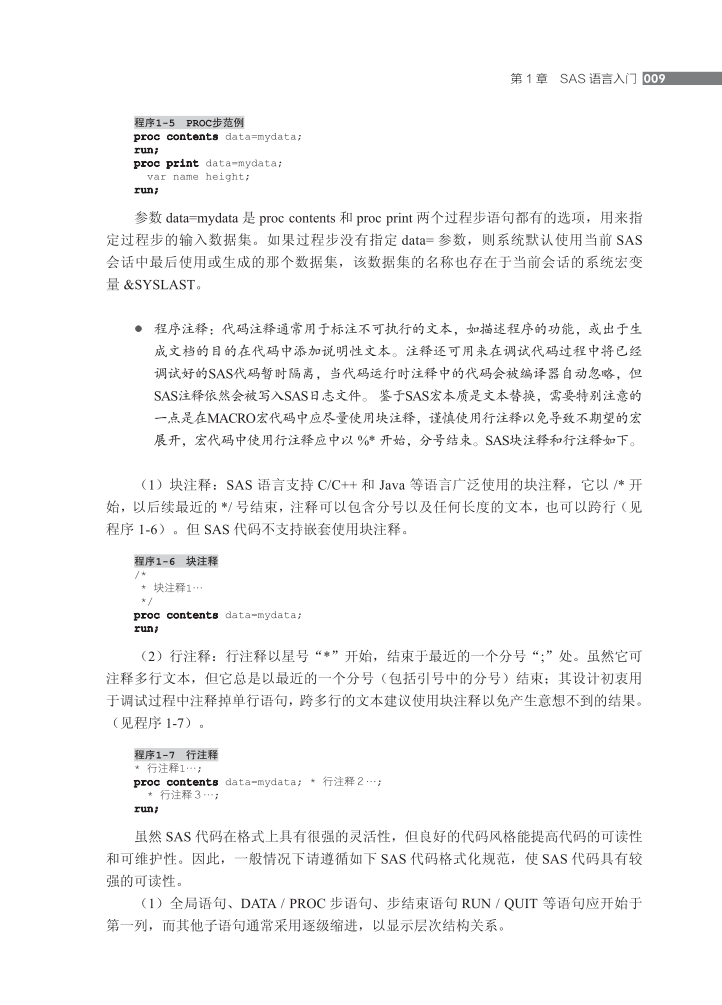 第 1 章　SAS 语言入门 009
程序1-5　PROC步范例
proc contents data=mydata;
run;
proc print data=mydata;
  var name height;
run;
参数 data=mydata 是 proc contents 和 proc print 两个过程步语句都有的选项，用来指
定过程步的输入数据集。如果过程步没有指定 data= 参数，则系统默认使用当前 SAS
会话中最后使用或生成的那个数据集，该数据集的名称也存在于当前会话的系统宏变
量 &SYSLAST。
● 程序注释：代码注释通常用于标注不可执行的文本，如描述程序的功能，或出于生
成文档的目的在代码中添加说明性文本。注释还可用来在调试代码过程中将已经
调试好的SAS代码暂时隔离，当代码运行时注释中的代码会被编译器自动忽略，但
SAS注释依然会被写入SAS日志文件。 鉴于SAS宏本质是文本替换，需要特别注意的
一点是在MACRO宏代码中应尽量使用块注释，谨慎使用行注释以免导致不期望的宏
展开，宏代码中使用行注释应中以 %* 开始，分号结束。SAS块注释和行注释如下。
（1）块注释：SAS 语言支持 C/C++ 和 Java 等语言广泛使用的块注释，它以 /* 开
始，以后续最近的 */ 号结束，注释可以包含分号以及任何长度的文本，也可以跨行（见
程序 1-6）。但 SAS 代码不支持嵌套使用块注释。
程序1-6　块注释
/*
 * 块注释1…
 */
proc contents data=mydata;
run;
（2）行注释：行注释以星号“*”开始，结束于最近的一个分号“;”处。虽然它可
注释多行文本，但它总是以最近的一个分号（包括引号中的分号）结束；其设计初衷用
于调试过程中注释掉单行语句，跨多行的文本建议使用块注释以免产生意想不到的结果。
（见程序 1-7）。
程序1-7　行注释
* 行注释1…;
proc contents data=mydata; * 行注释２…;
  * 行注释３…;
run;
虽然 SAS 代码在格式上具有很强的灵活性，但良好的代码风格能提高代码的可读性
和可维护性。因此，一般情况下请遵循如下 SAS 代码格式化规范，使 SAS 代码具有较
强的可读性。
（1）全局语句、DATA / PROC 步语句、步结束语句 RUN / QUIT 等语句应开始于
第一列，而其他子语句通常采用逐级缩进，以显示层次结构关系。